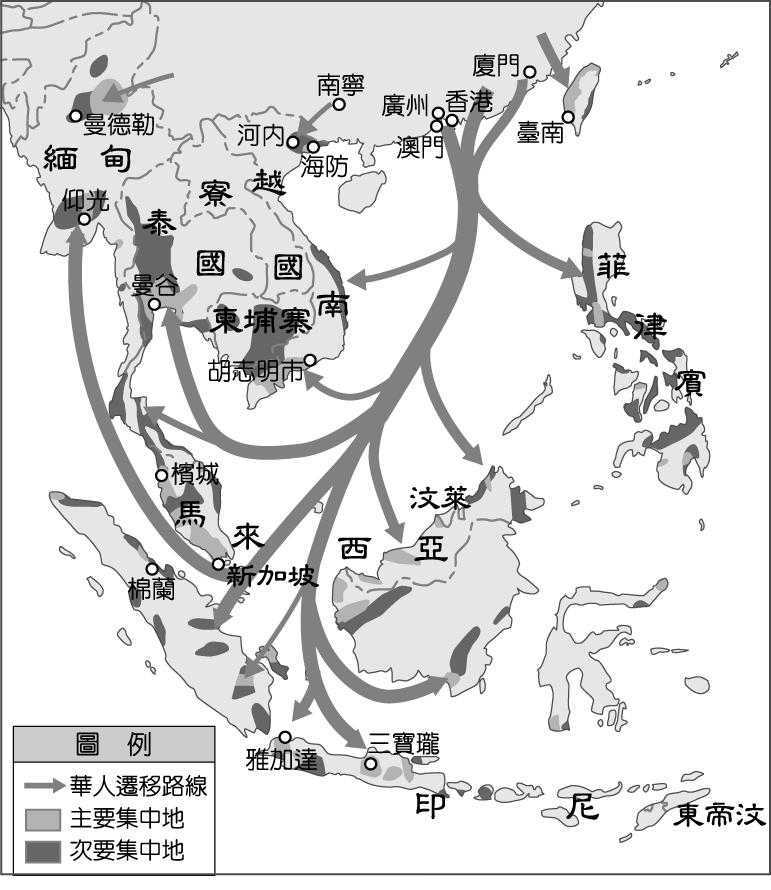 廈門
南寧
廣州
香港
澳門
臺南
曼德勒
河內
海防
緬甸
寮國
越南
仰光
泰國
曼谷
柬埔寨
胡志明市
菲律賓
檳城
汶萊
馬來西亞
新加坡
棉蘭
雅加達
三寶瓏
印尼
東帝汶
圖例
華人遷移路線
主要集中地
次要集中地